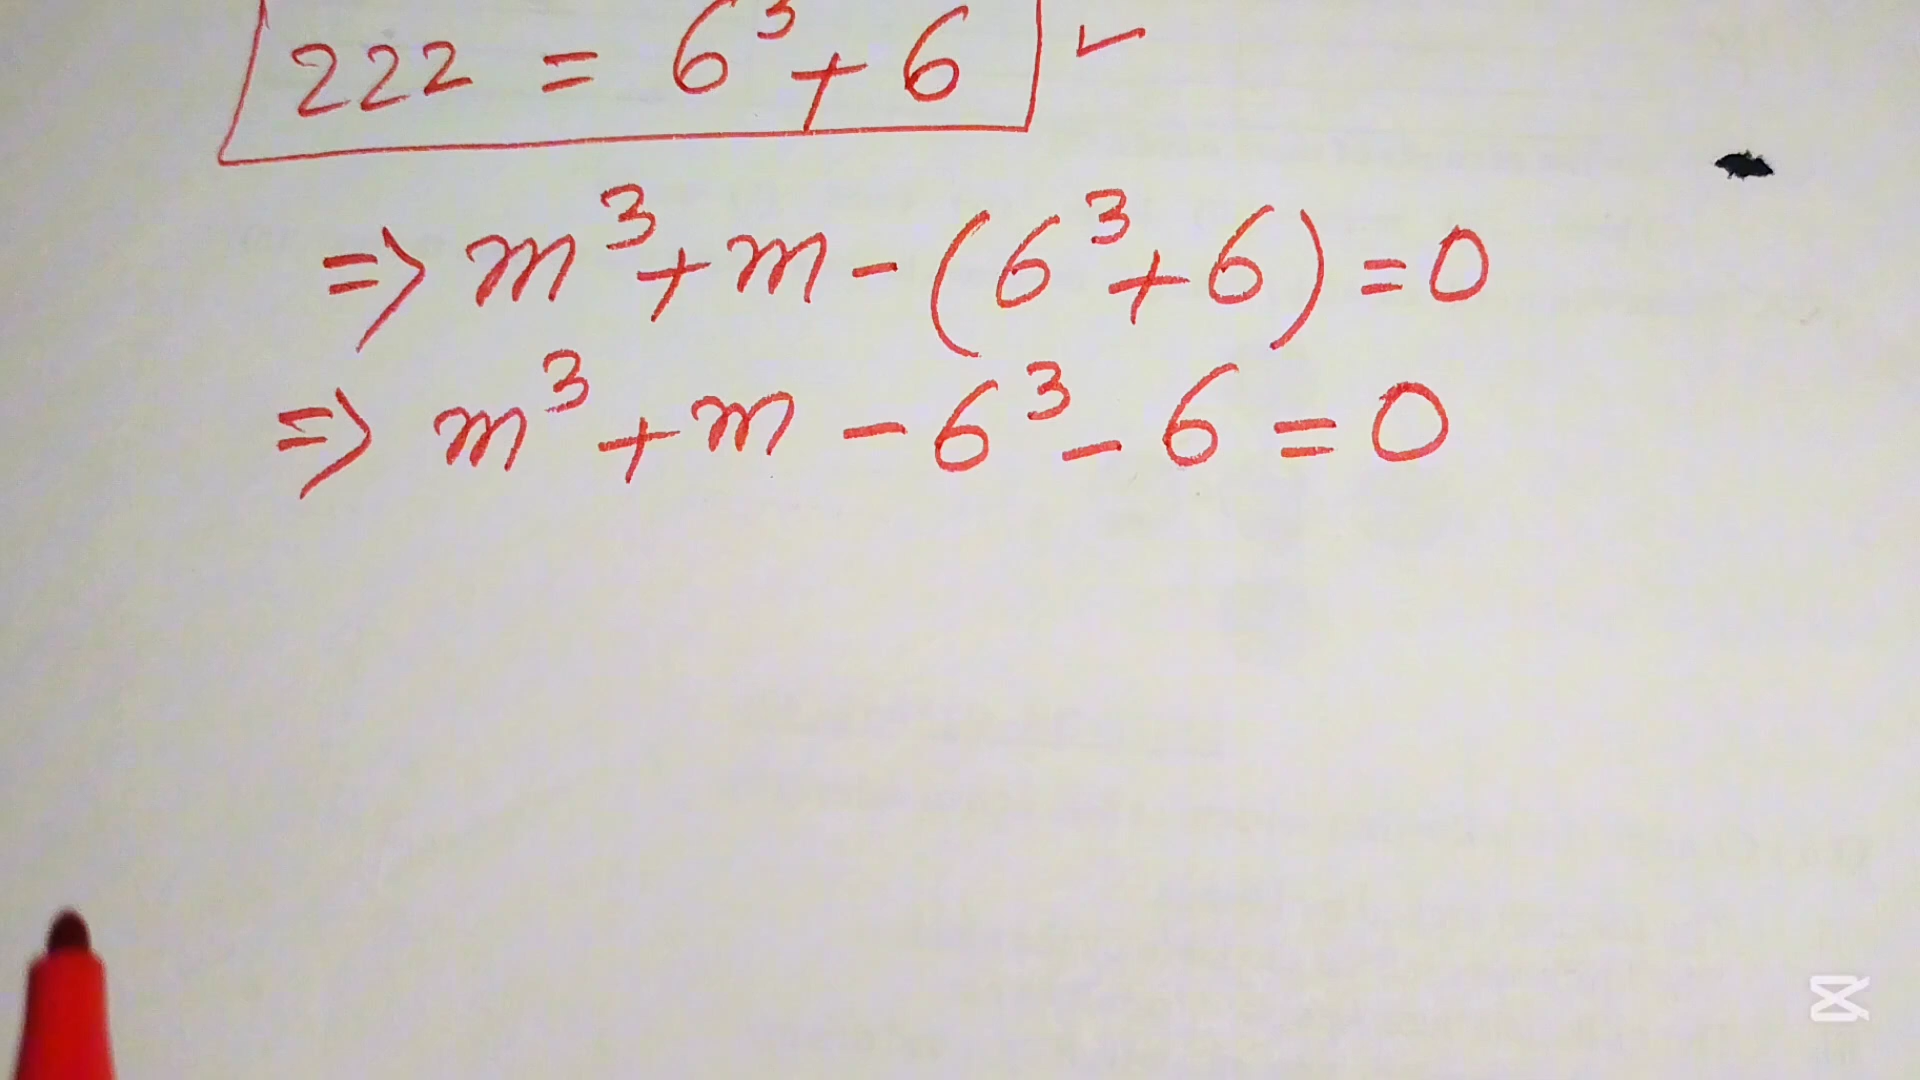 222 = 6³ + 6 ✓
⇒ m³ + m - (6³ + 6) = 0
⇒ m³ + m - 6³ - 6 = 0